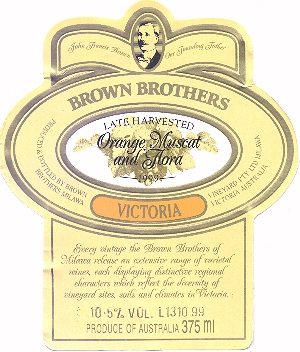 John Francis Brown Our Founding Father
BROWN BROTHERS
LATE HARVESTED
Orange Muscat
and Flora
1999
PRODUCED & BOTTLED BY BROWN
BROTHERS MILAWA
VINEYARD PTY LTD MILAWA
VICTORIA AUSTRALIA
VICTORIA
Every vintage the Brown Brothers of
Milawa release an extensive range of varietal
wines, each displaying distinctive regional
characters which reflect the diversity of
vineyard sites, soils and climates in Victoria.
10·5% VOL. L1310 99
PRODUCE OF AUSTRALIA 375 ml